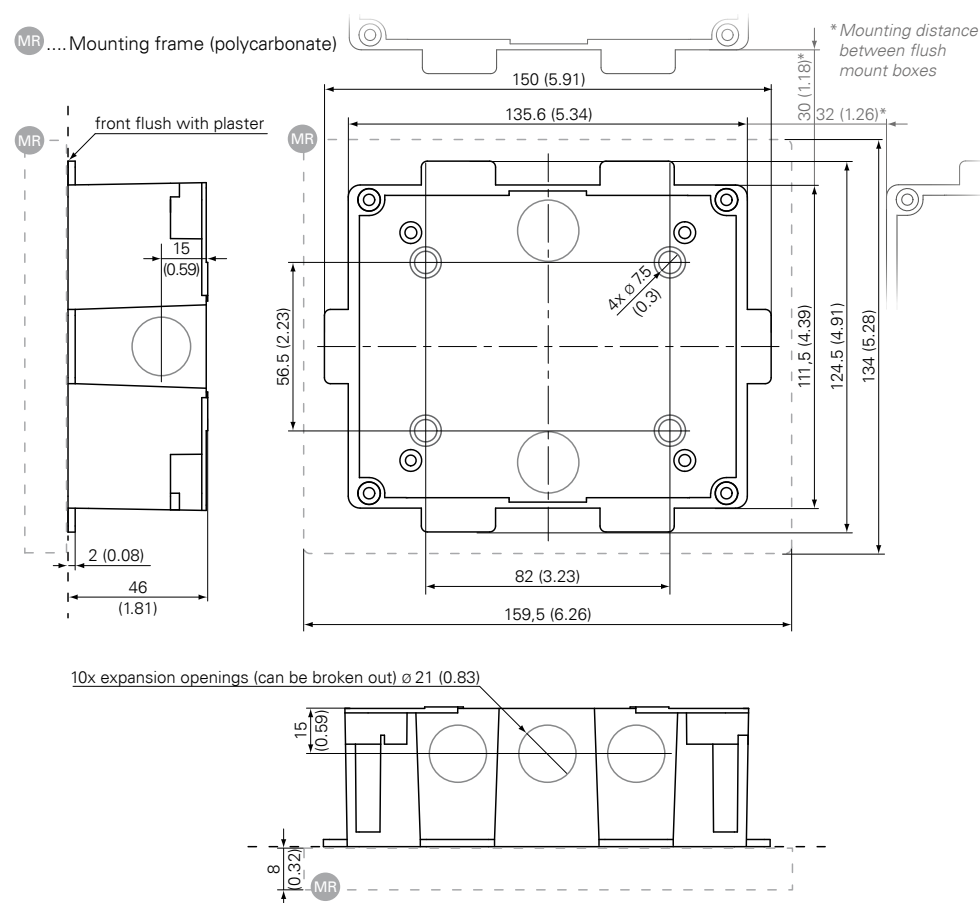 MR .... Mounting frame (polycarbonate)
* Mounting distance
between flush
mount boxes
150 (5.91)
30 (1.18)*
135.6 (5.34)
32 (1.26)*
MR
front flush with plaster
MR
15
(0.59)
4x ø 7.5
(0.3)
56.5 (2.23)
111,5 (4.39)
124.5 (4.91)
134 (5.28)
2 (0.08)
46
(1.81)
82 (3.23)
159,5 (6.26)
10x expansion openings (can be broken out) ø 21 (0.83)
15
(0.59)
8
(0.32)
MR